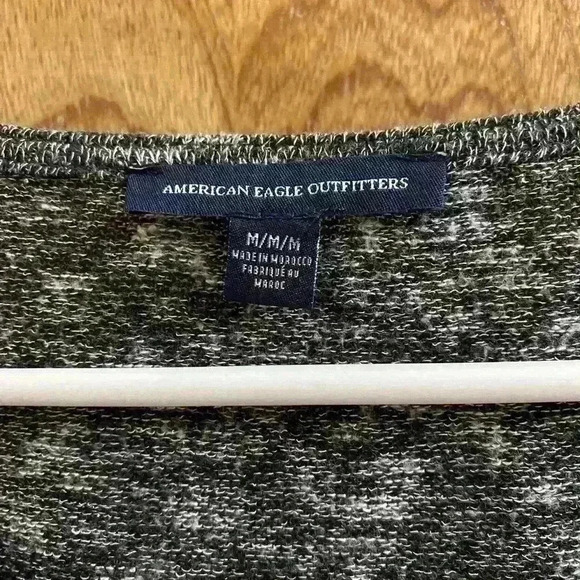 AMERICAN EAGLE OUTFITTERS
M/M/M
MADE IN MOROCCO
FABRIQUÉ AU
MAROC